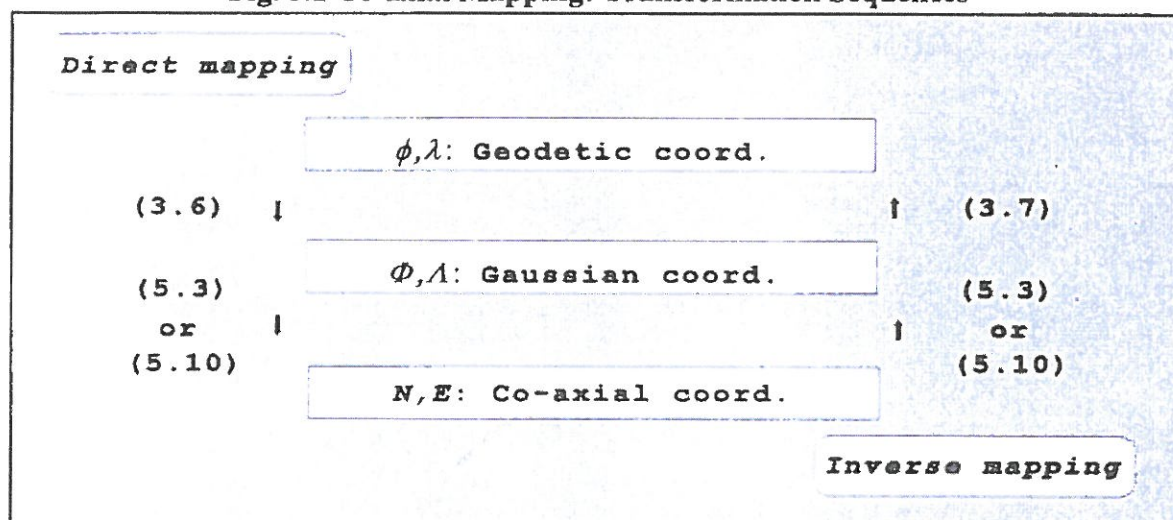 Direct mapping
ϕ,λ: Geodetic coord.
(3.6) ↓ ↑ (3.7)
Φ,Λ: Gaussian coord.
(5.3) (5.3)
or ↓ ↑ or
(5.10) (5.10)
N,E: Co-axial coord.
Inverse mapping